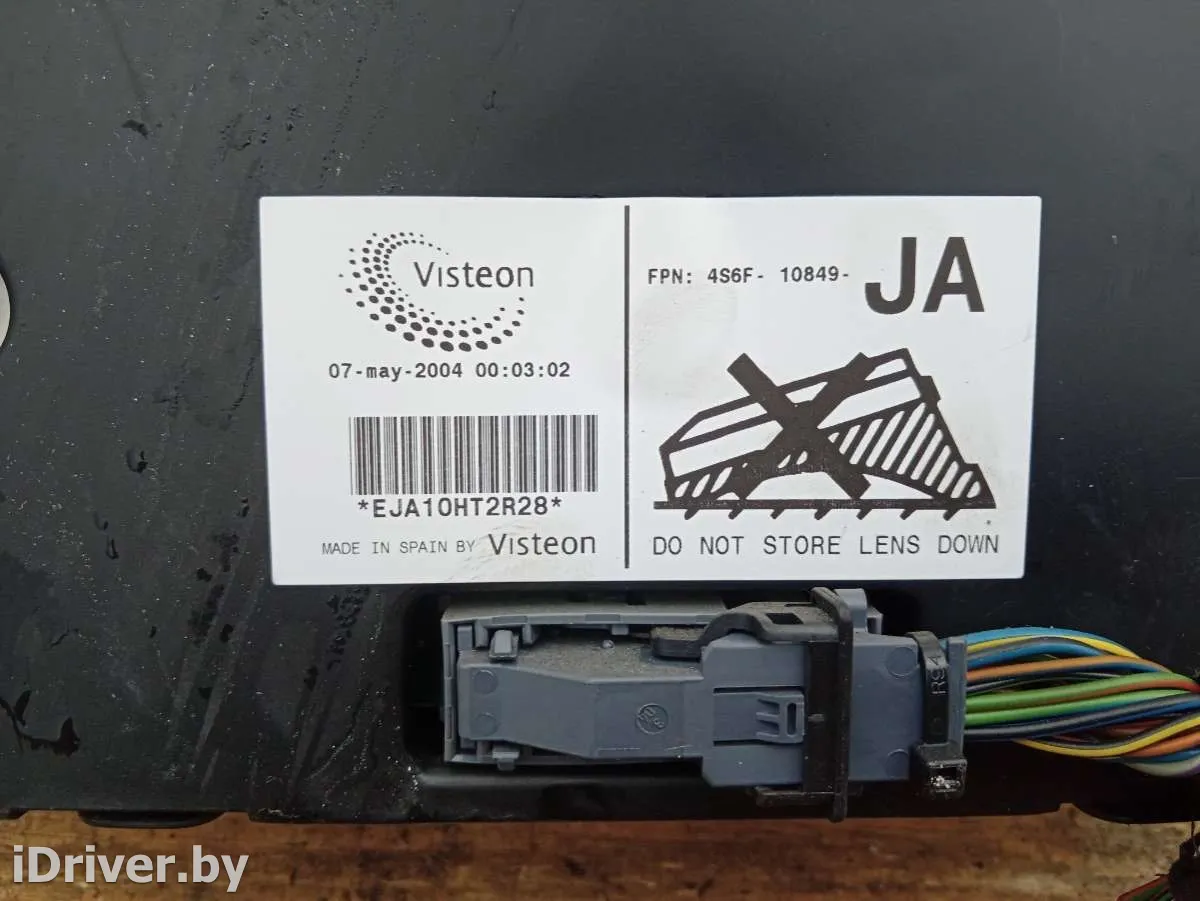 Visteon
07-may-2004 00:03:02
*EJA10HT2R28*
MADE IN SPAIN BY Visteon
FPN: 4S6F- 10849- JA
DO NOT STORE LENS DOWN
iDriver.by